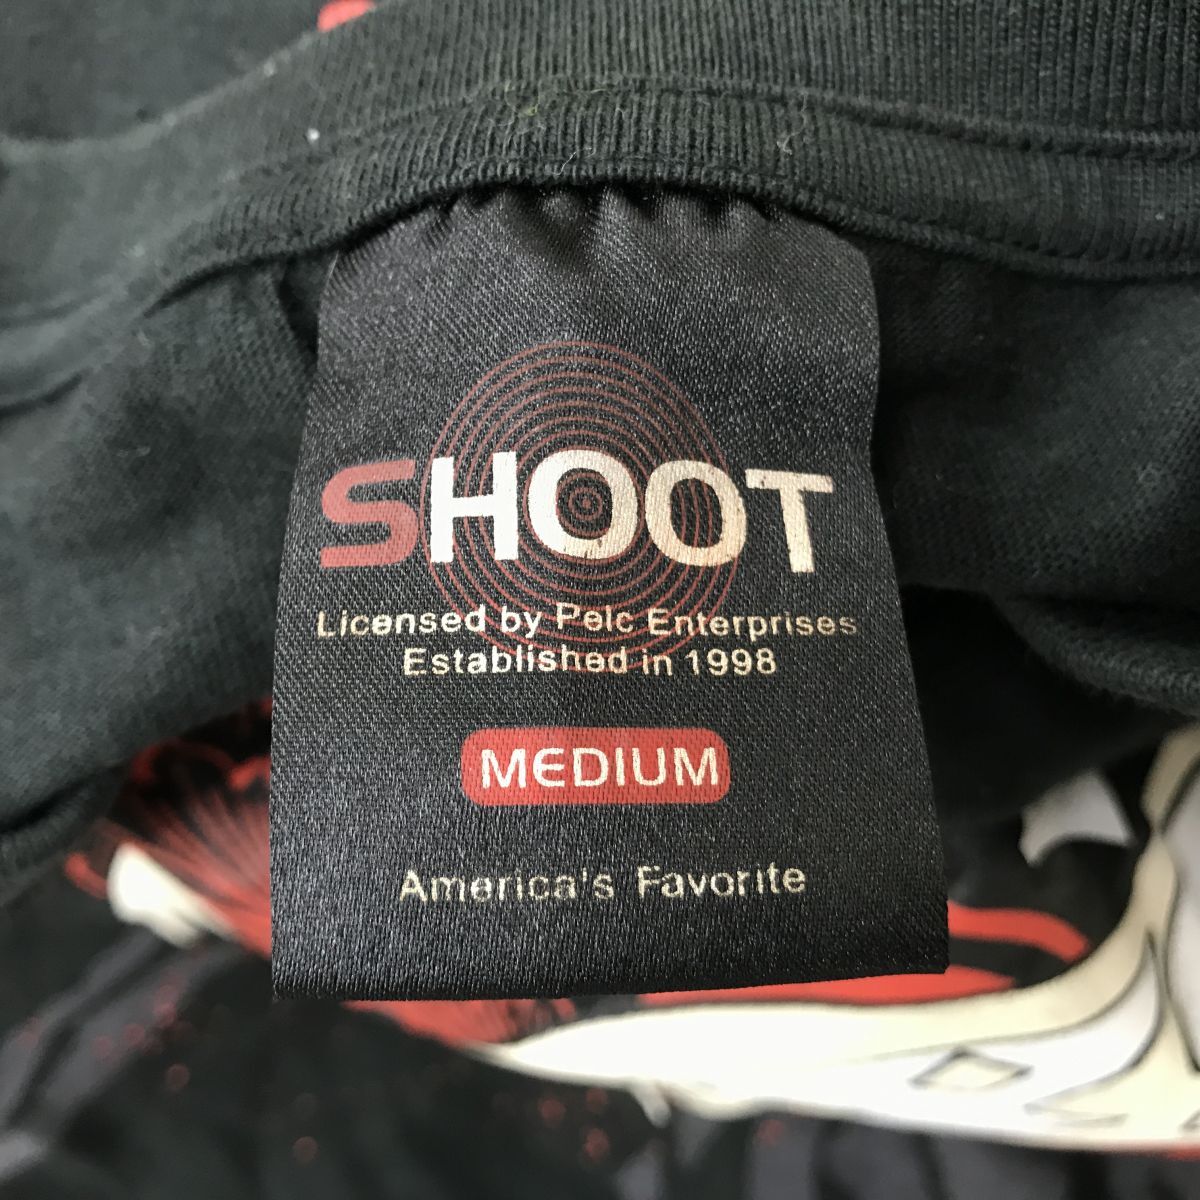 SHOOT
Licensed by Pelc Enterprises
Established in 1998
MEDIUM
America's Favorite